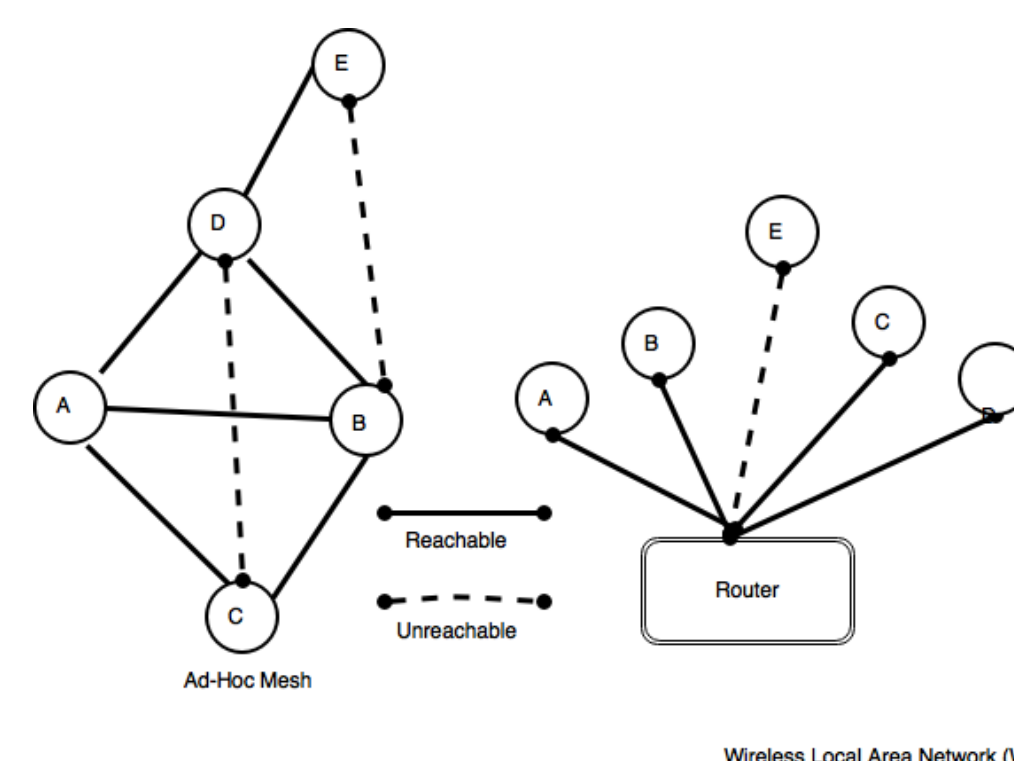 E
D
A
B
C
Ad-Hoc Mesh
Reachable
Unreachable
E
B
C
A
D
Router
Wireless Local Area Network (